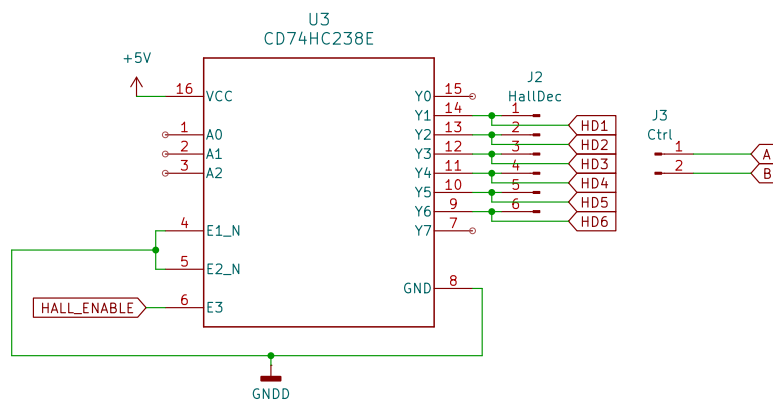 U3
CD74HC238E
+5V
16 VCC
1 A0
2 A1
3 A2
4 E1_N
5 E2_N
HALL_ENABLE 6 E3
Y0 15
Y1 14
Y2 13
Y3 12
Y4 11
Y5 10
Y6 9
Y7 7
GND 8
J2
HallDec
1
2
3
4
5
6
HD1
HD2
HD3
HD4
HD5
HD6
J3
Ctrl
1 A
2 B
GNDD